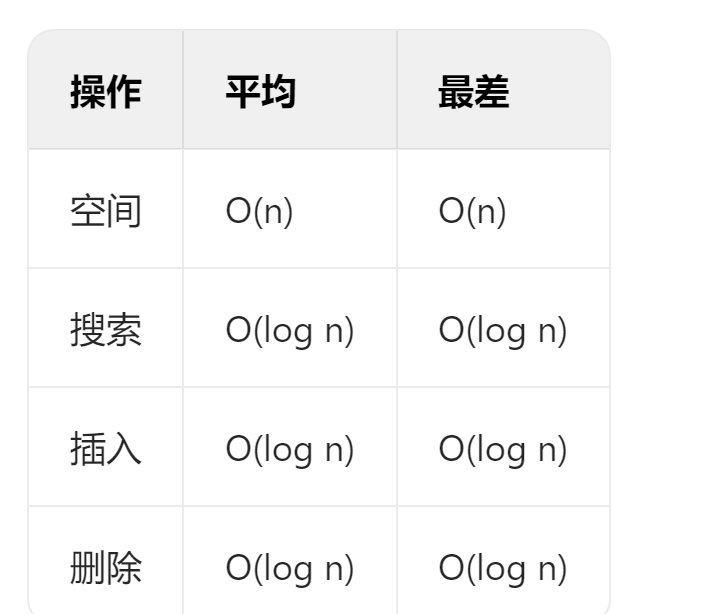 操作 平均 最差
空间 O(n) O(n)
搜索 O(log n) O(log n)
插入 O(log n) O(log n)
删除 O(log n) O(log n)